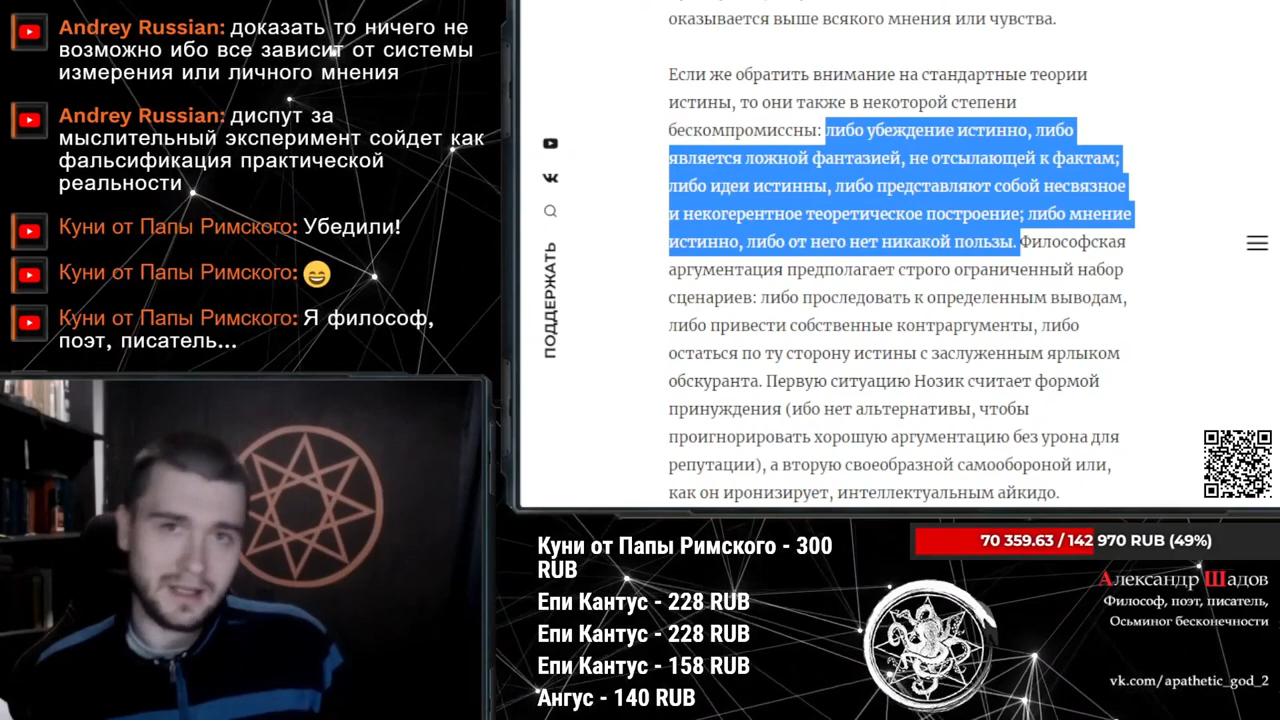 Andrey Russian: доказать то ничего не
возможно ибо все зависит от системы
измерения или личного мнения
Andrey Russian: диспут за
мыслительный эксперимент сойдет как
фальсификация практической
реальности
Куни от Папы Римского: Убедили!
Куни от Папы Римского: 😄
Куни от Папы Римского: Я философ,
поэт, писатель...
оказывается выше всякого мнения или чувства.
Если же обратить внимание на стандартные теории
истины, то они также в некоторой степени
бескомпромиссны: либо убеждение истинно, либо
является ложной фантазией, не отсылающей к фактам;
либо идеи истинны, либо представляют собой несвязное
и некогерентное теоретическое построение; либо мнение
истинно, либо от него нет никакой пользы. Философская
аргументация предполагает строго ограниченный набор
сценариев: либо проследовать к определенным выводам,
либо привести собственные контраргументы, либо
остаться по ту сторону истины с заслуженным ярлыком
обскуранта. Первую ситуацию Нозик считает формой
принуждения (ибо нет альтернативы, чтобы
проигнорировать хорошую аргументацию без урона для
репутации), а вторую своеобразной самообороной или,
как он иронизирует, интеллектуальным айкидо.
ПОДДЕРЖАТЬ
Куни от Папы Римского - 300
RUB
Епи Кантус - 228 RUB
Епи Кантус - 228 RUB
Епи Кантус - 158 RUB
Ангус - 140 RUB
70 359.63 / 142 970 RUB (49%)
Александр Шадов
Философ, поэт, писатель,
Осьминог бесконечности
vk.com/apathetic_god_2